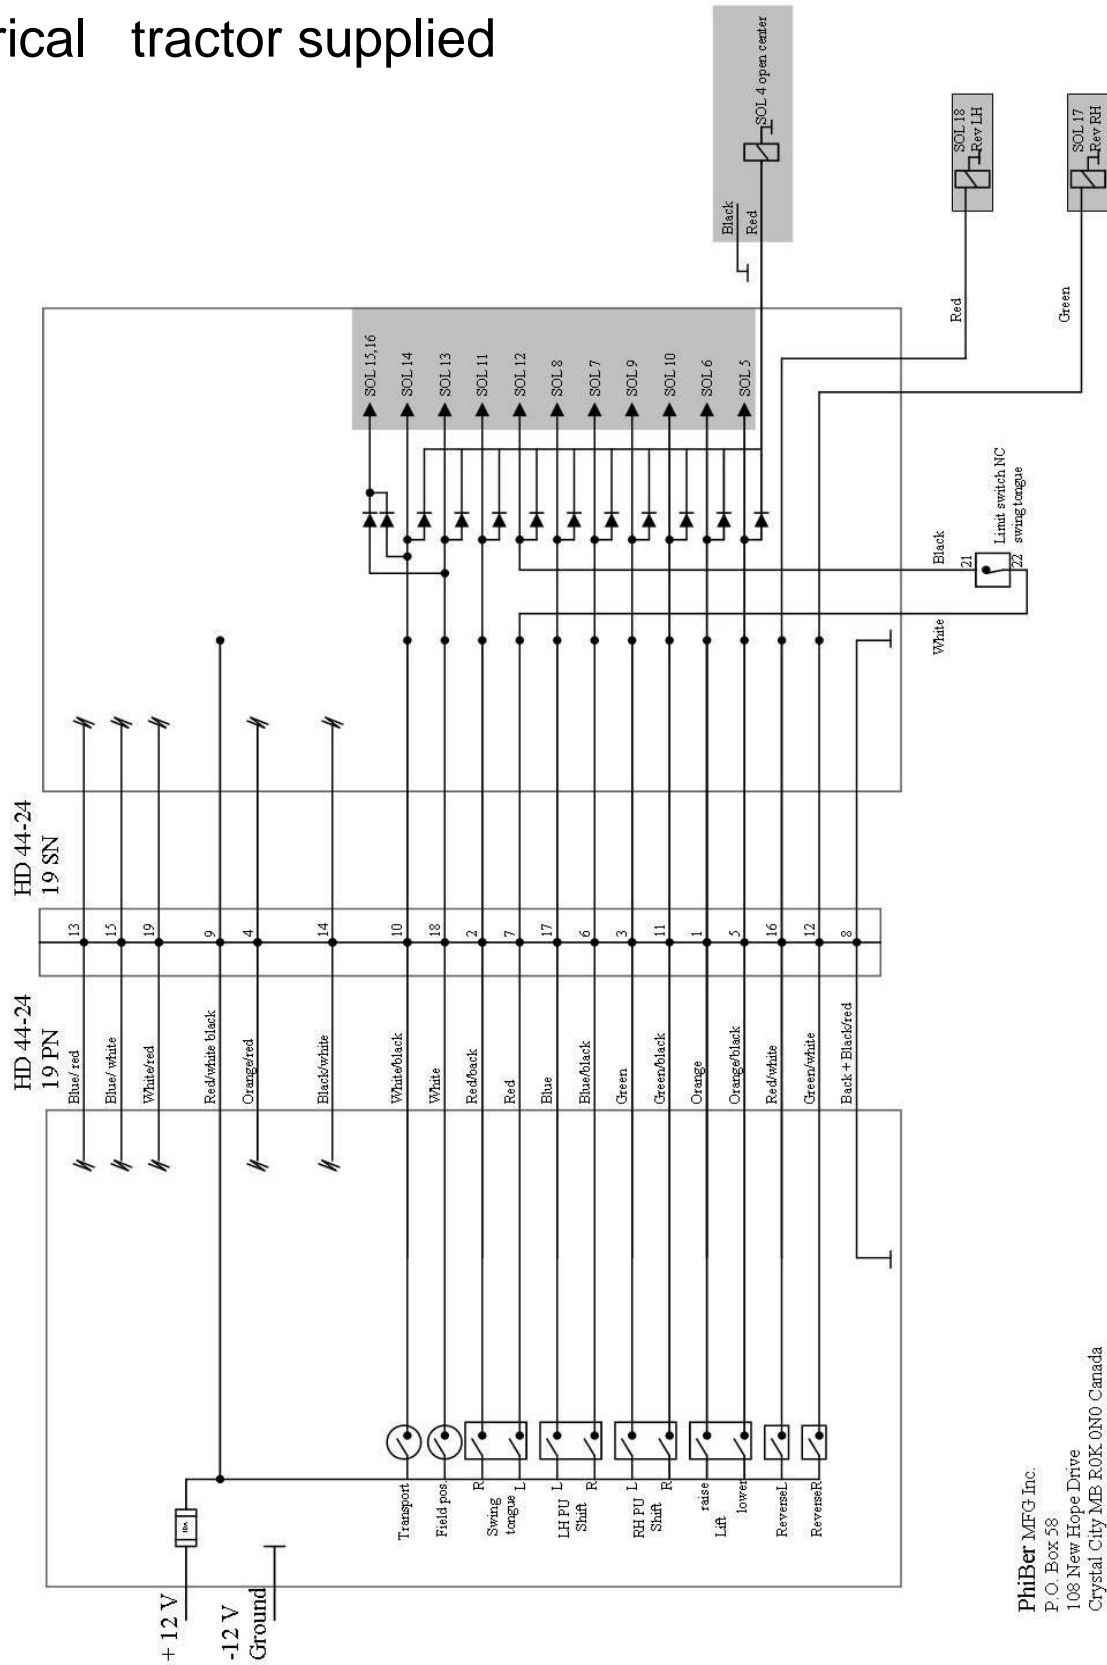 rical tractor supplied
SOL 4 open center
Black
Red
SOL 18
Rev LH
SOL 17
Rev RH
Red
Green
SOL 15,16
SOL 14
SOL 13
SOL 11
SOL 12
SOL 8
SOL 7
SOL 9
SOL 10
SOL 6
SOL 5
Limit switch NC
swing tongue
21
22
Black
White
HD 44-24
19 SN
13
15
19
9
4
14
10
18
2
7
17
6
3
11
1
5
16
12
8
HD 44-24
19 PN
Blue/ red
Blue/ white
White/red
Red/white black
Orange/red
Black/white
White/black
White
Red/back
Red
Blue
Blue/black
Green
Green/black
Orange
Orange/black
Red/white
Green/white
Back + Black/red
10A
+ 12 V
-12 V
Ground
Transport
Field pos.
R
Swing
tongue L
LH PU L
Shift R
RH PU L
Shift R
raise
Lift
lower
ReverseL
ReverseR
PhiBer MFG Inc.
P.O. Box 58
108 New Hope Drive
Crystal City MB R0K 0N0 Canada